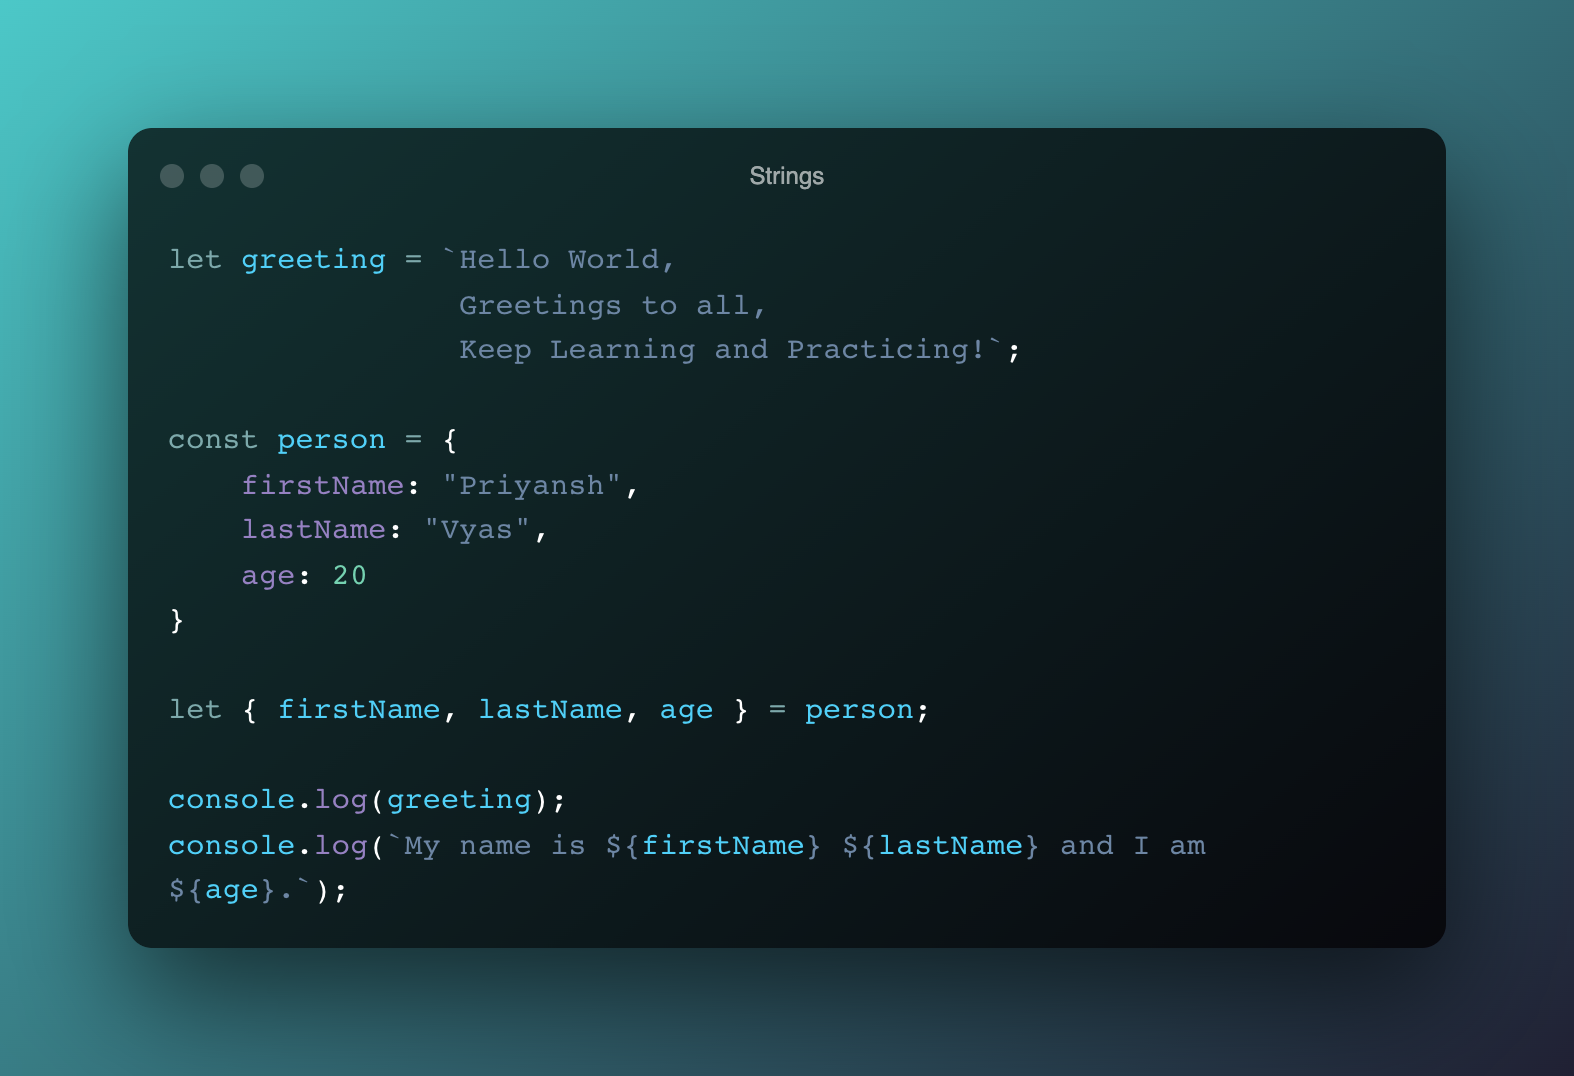 Strings
let greeting = `Hello World,
                Greetings to all,
                Keep Learning and Practicing!`;
const person = {
    firstName: "Priyansh",
    lastName: "Vyas",
    age: 20
}
let { firstName, lastName, age } = person;
console.log(greeting);
console.log(`My name is ${firstName} ${lastName} and I am
${age}.`);